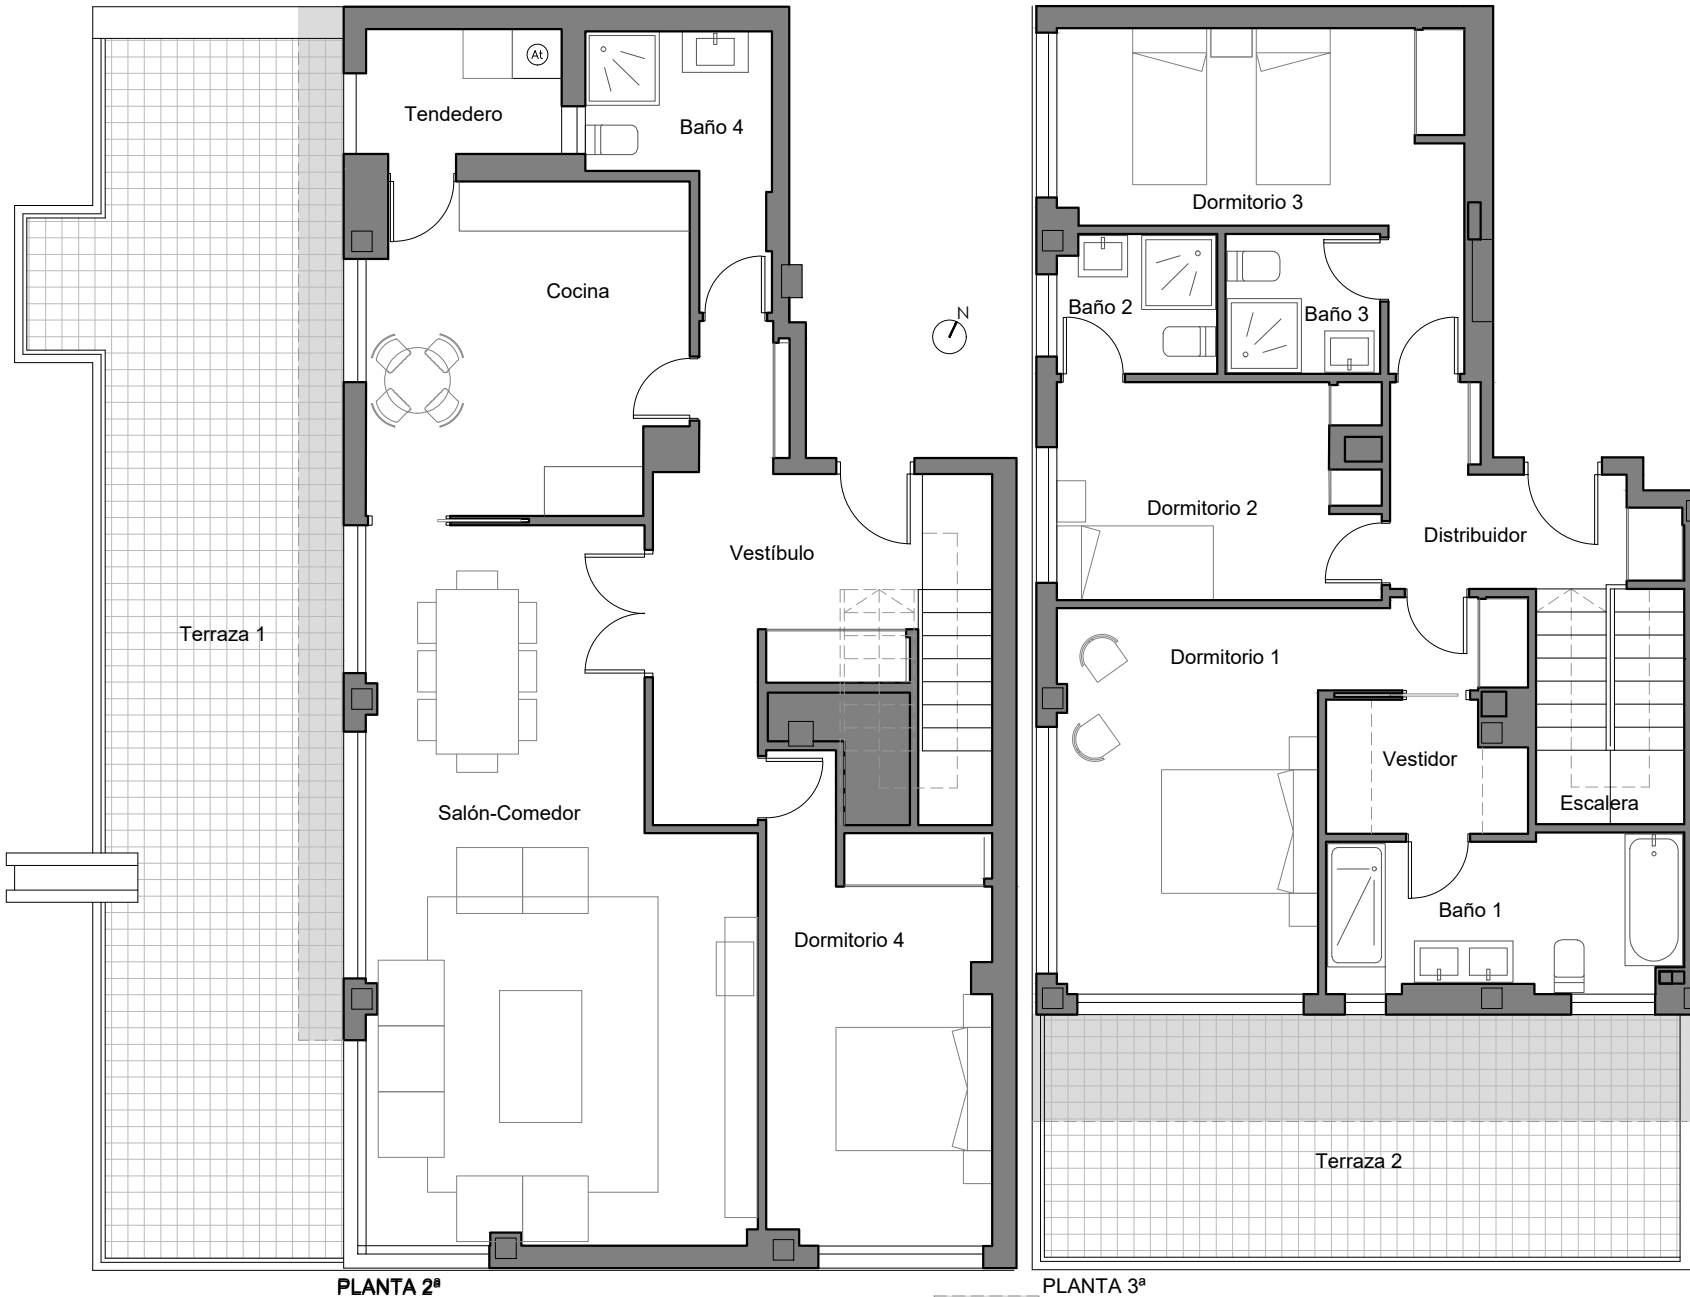 At
Tendedero
Baño 4
Cocina
N
Vestíbulo
Terraza 1
Salón-Comedor
Dormitorio 4
PLANTA 2ª
Dormitorio 3
Baño 2
Baño 3
Dormitorio 2
Distribuidor
Dormitorio 1
Vestidor
Escalera
Baño 1
Terraza 2
PLANTA 3ª